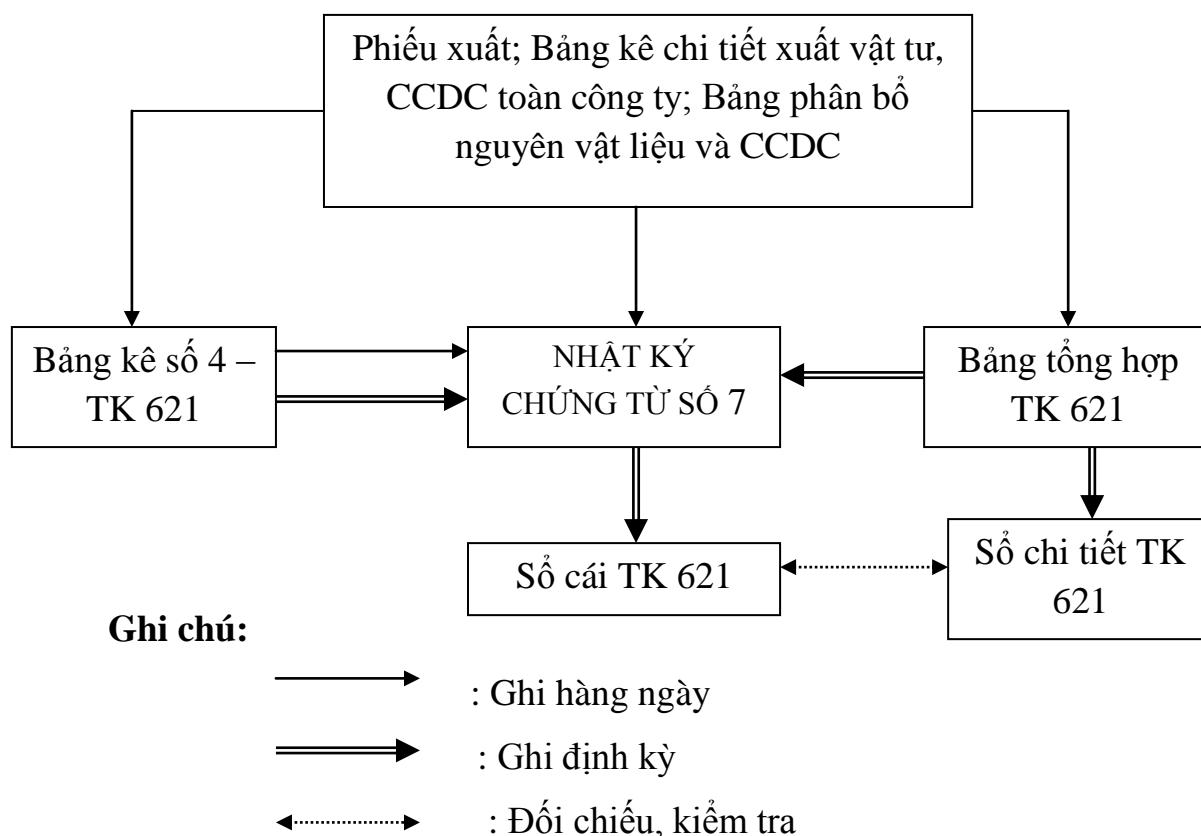 Phiếu xuất; Bảng kê chi tiết xuất vật tư,
CCDC toàn công ty; Bảng phân bổ
nguyên vật liệu và CCDC
Bảng kê số 4 –
TK 621
NHẬT KÝ
CHỨNG TỪ SỐ 7
Bảng tổng hợp
TK 621
Sổ cái TK 621
Sổ chi tiết TK
621
Ghi chú:
: Ghi hàng ngày
: Ghi định kỳ
: Đối chiếu, kiểm tra